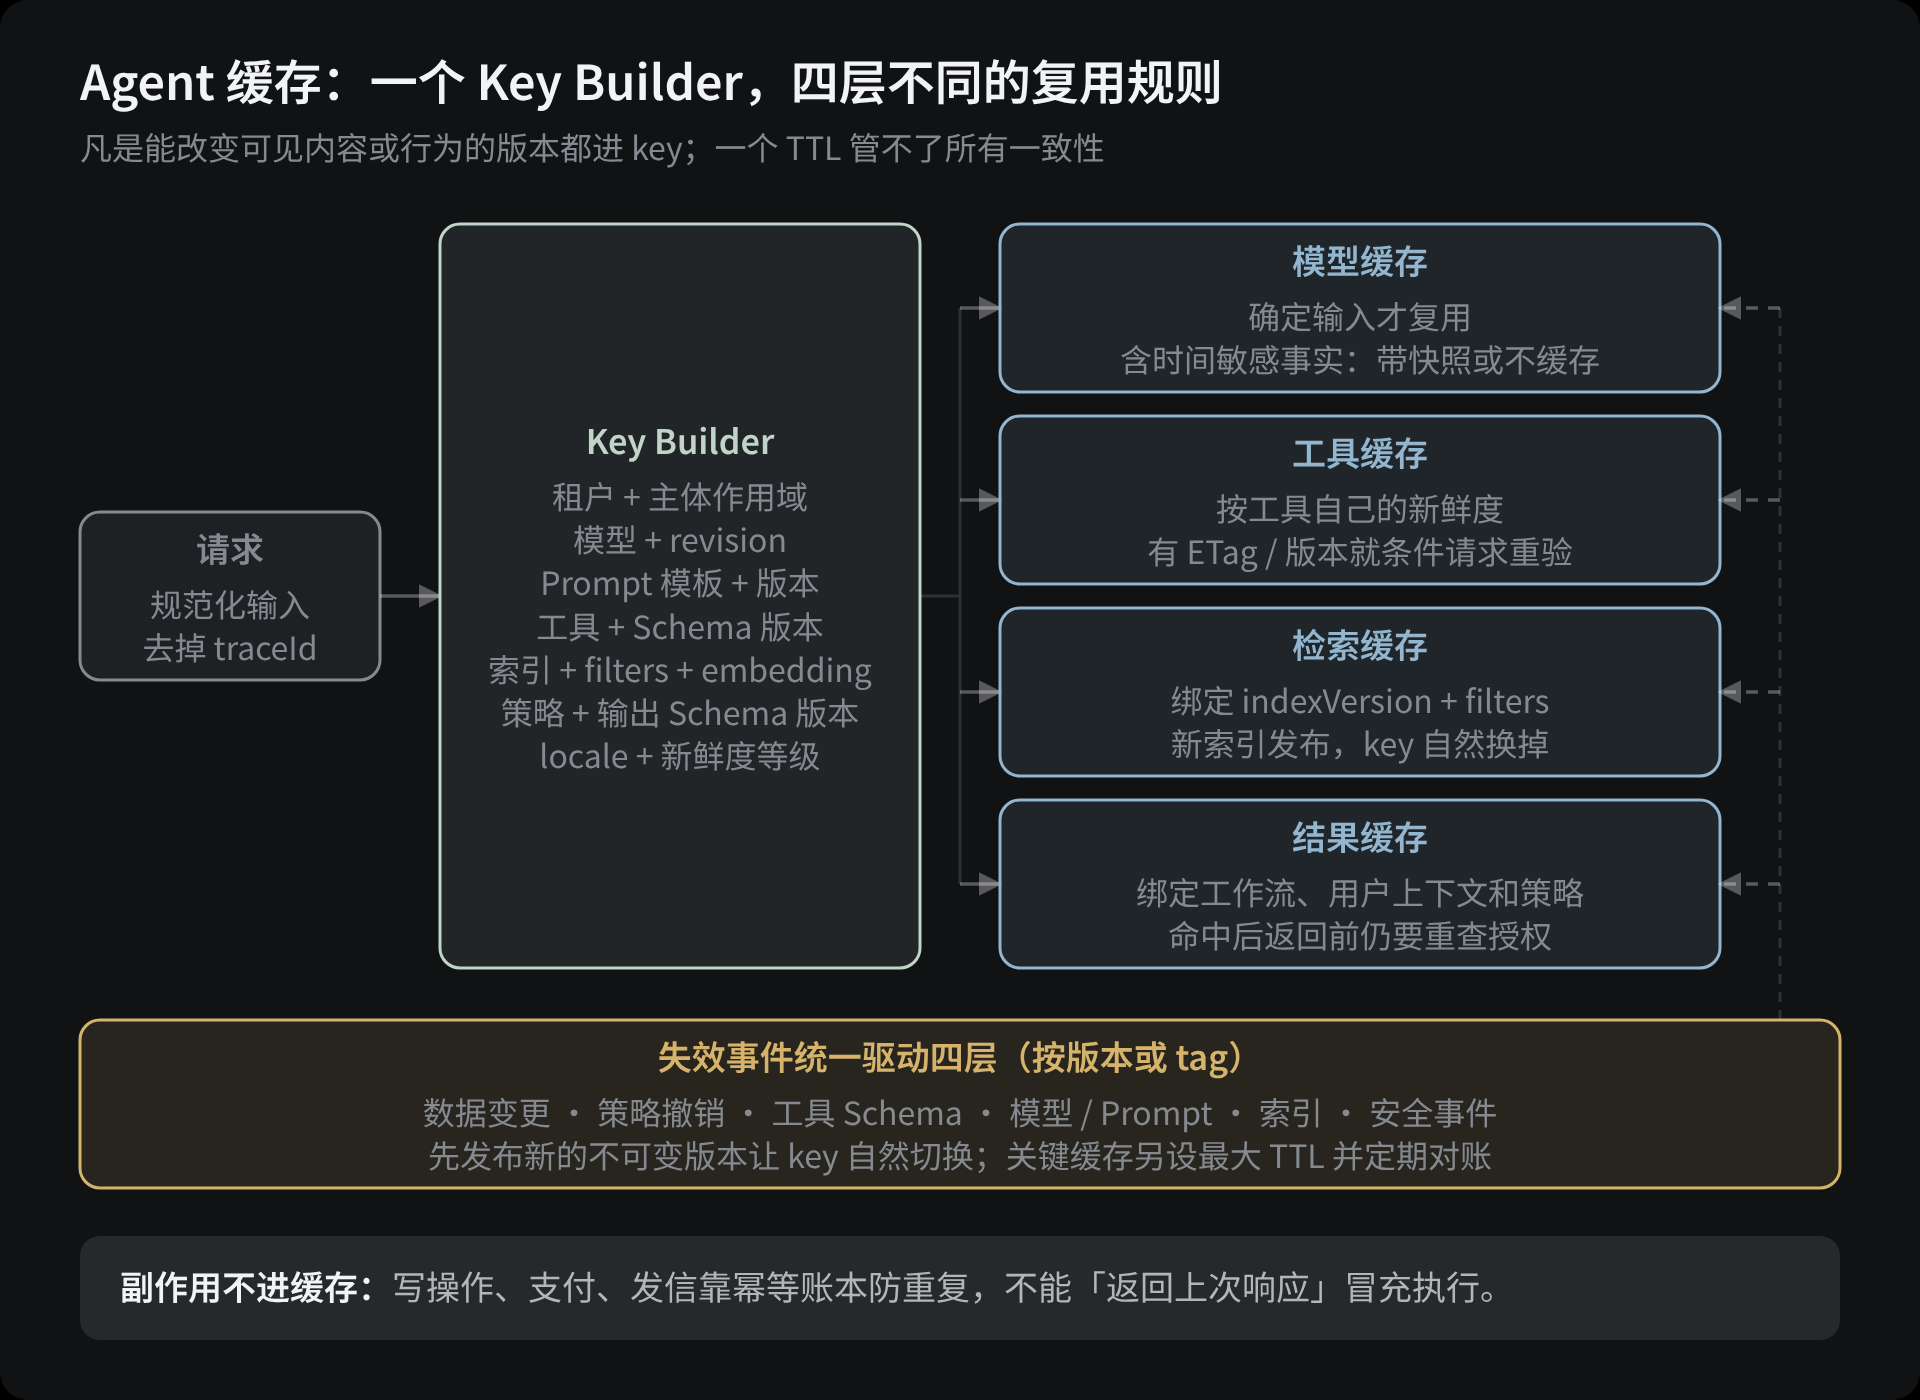 Agent 缓存：一个 Key Builder，四层不同的复用规则
凡是能改变可见内容或行为的版本都进 key；一个 TTL 管不了所有一致性
请求
规范化输入
去掉 traceId
Key Builder
租户 + 主体作用域
模型 + revision
Prompt 模板 + 版本
工具 + Schema 版本
索引 + filters + embedding
策略 + 输出 Schema 版本
locale + 新鲜度等级
模型缓存
确定输入才复用
含时间敏感事实：带快照或不缓存
工具缓存
按工具自己的新鲜度
有 ETag / 版本就条件请求重验
检索缓存
绑定 indexVersion + filters
新索引发布，key 自然换掉
结果缓存
绑定工作流、用户上下文和策略
命中后返回前仍要重查授权
失效事件统一驱动四层（按版本或 tag）
数据变更 · 策略撤销 · 工具 Schema · 模型 / Prompt · 索引 · 安全事件
先发布新的不可变版本让 key 自然切换；关键缓存另设最大 TTL 并定期对账
副作用不进缓存：写操作、支付、发信靠幂等账本防重复，不能「返回上次响应」冒充执行。